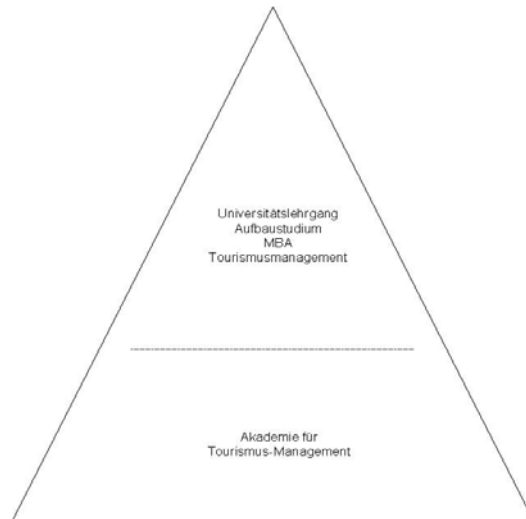 Universitätslehrgang
Aufbaustudium
MBA
Tourismusmanagement
Akademie für
Tourismus-Management